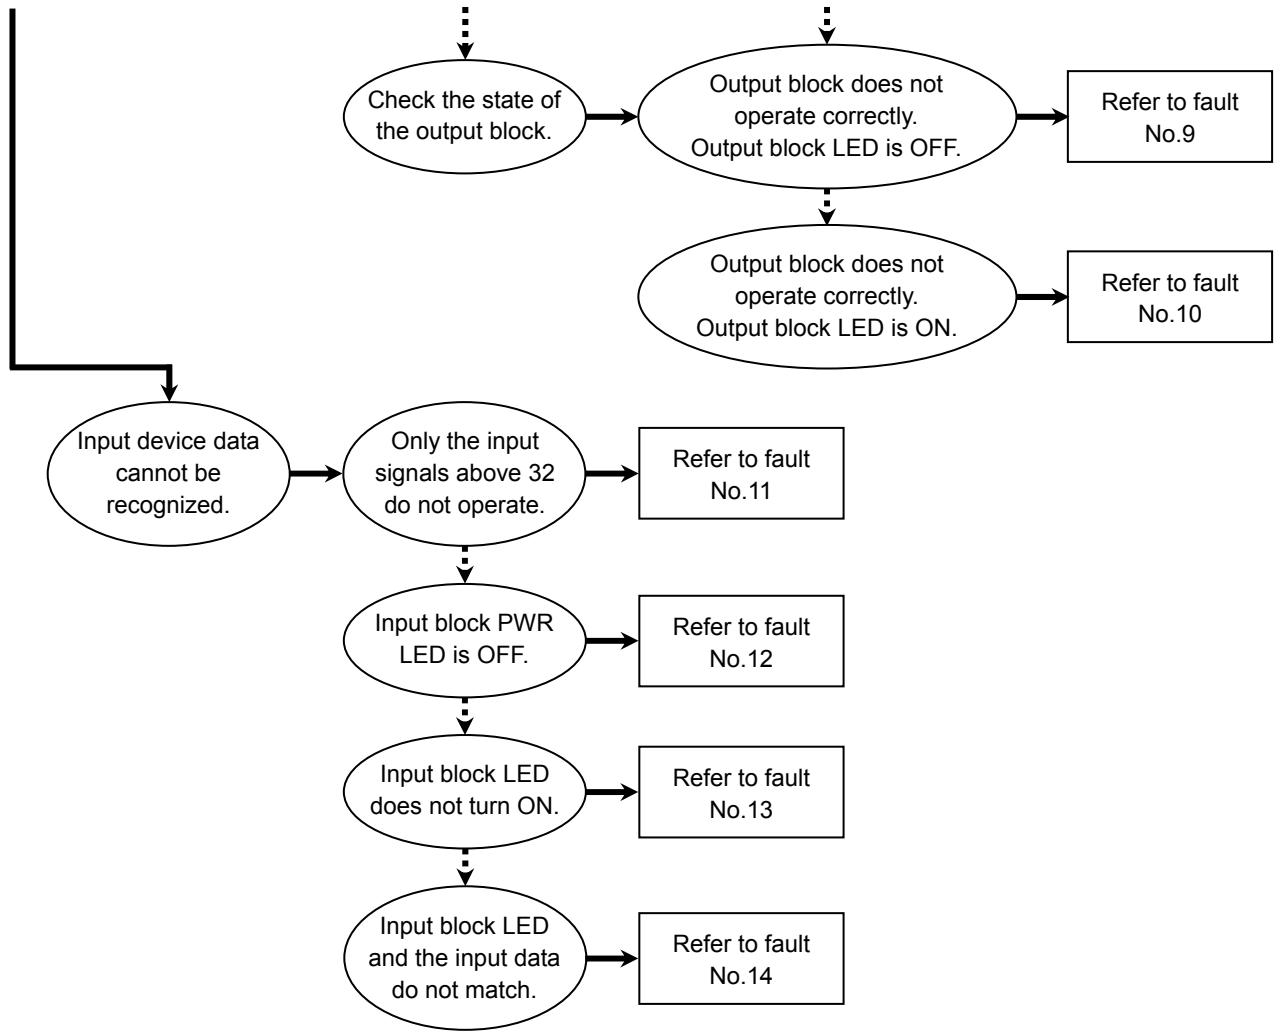 Check the state of
the output block.
Output block does not
operate correctly.
Output block LED is OFF.
Refer to fault
No.9
Output block does not
operate correctly.
Output block LED is ON.
Refer to fault
No.10
Input device data
cannot be
recognized.
Only the input
signals above 32
do not operate.
Refer to fault
No.11
Input block PWR
LED is OFF.
Refer to fault
No.12
Input block LED
does not turn ON.
Refer to fault
No.13
Input block LED
and the input data
do not match.
Refer to fault
No.14